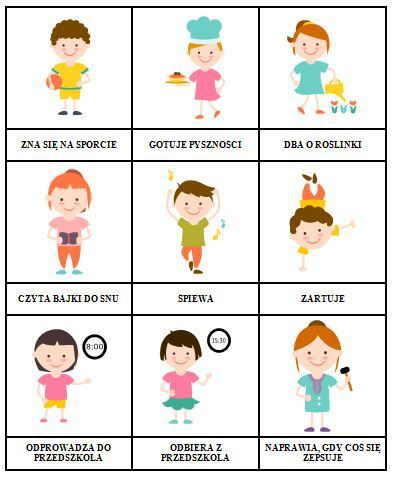 ZNA SIĘ NA SPORCIE
GOTUJE PYSZNOŚCI
DBA O ROŚLINKI
CZYTA BAJKI DO SNU
ŚPIEWA
ŻARTUJE
8:00
15:30
ODPROWADZA DO
PRZEDSZKOLA
ODBIERA Z
PRZEDSZKOLA
NAPRAWIA, GDY COŚ SIĘ
ZEPSUJE